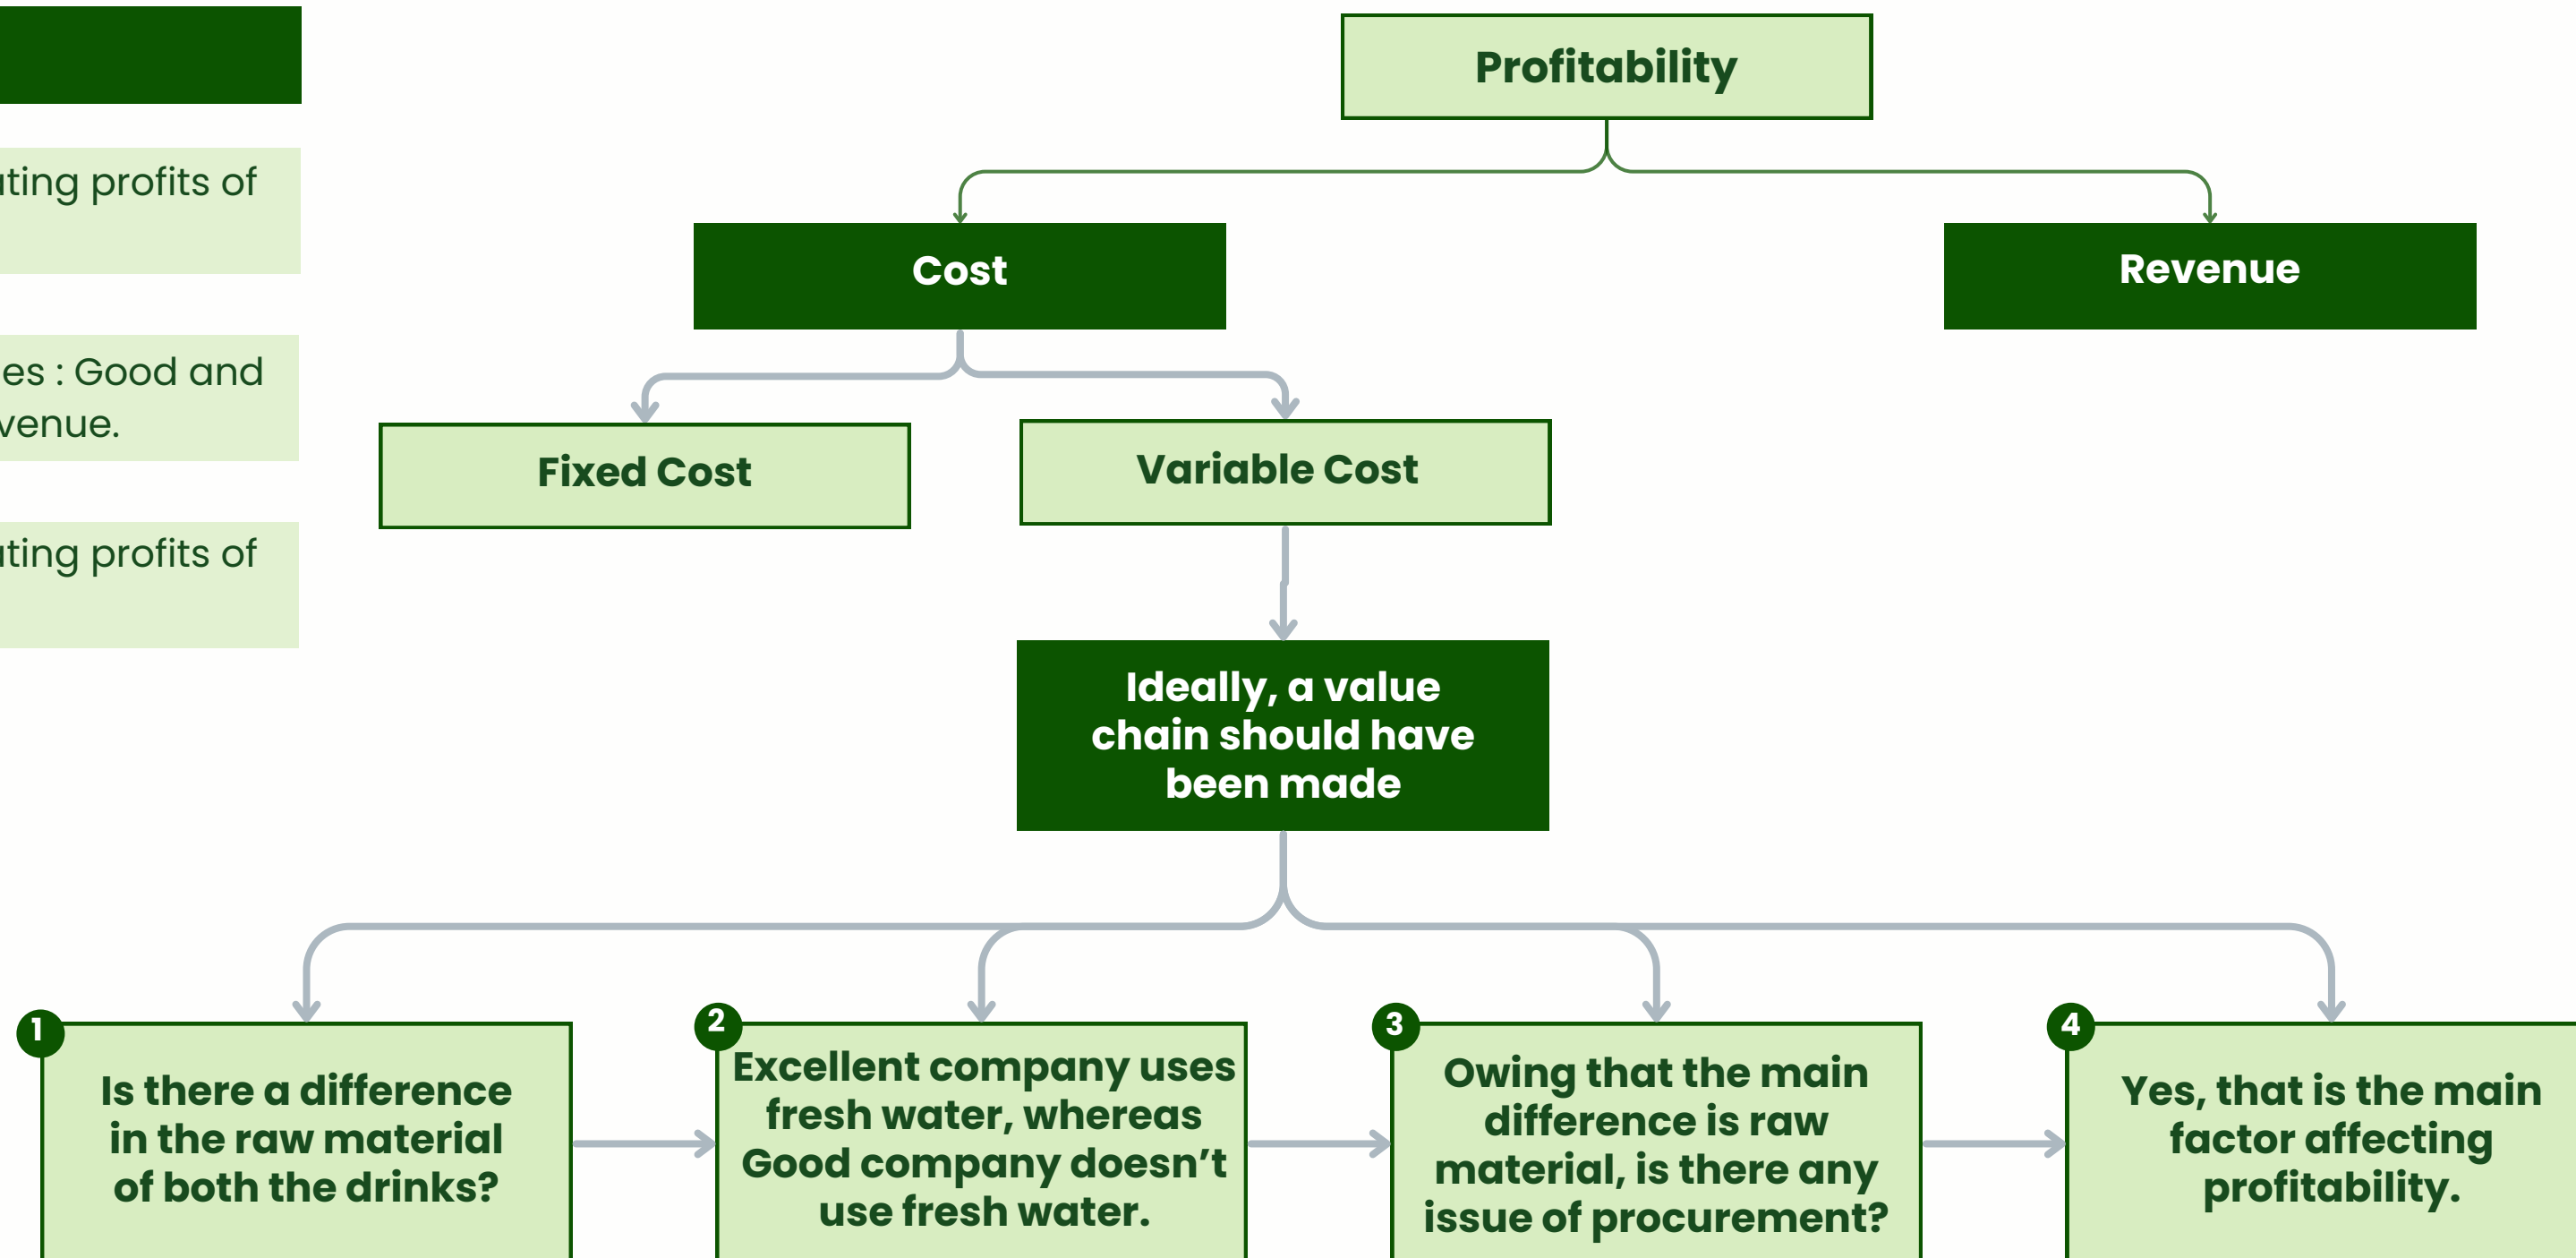 Profitability
ating profits of
Cost
Revenue
es : Good and
venue.
Fixed Cost
Variable Cost
ating profits of
Ideally, a value
chain should have
been made
1
Is there a difference
in the raw material
of both the drinks?
2
Excellent company uses
fresh water, whereas
Good company doesn’t
use fresh water.
3
Owing that the main
difference is raw
material, is there any
issue of procurement?
4
Yes, that is the main
factor affecting
profitability.